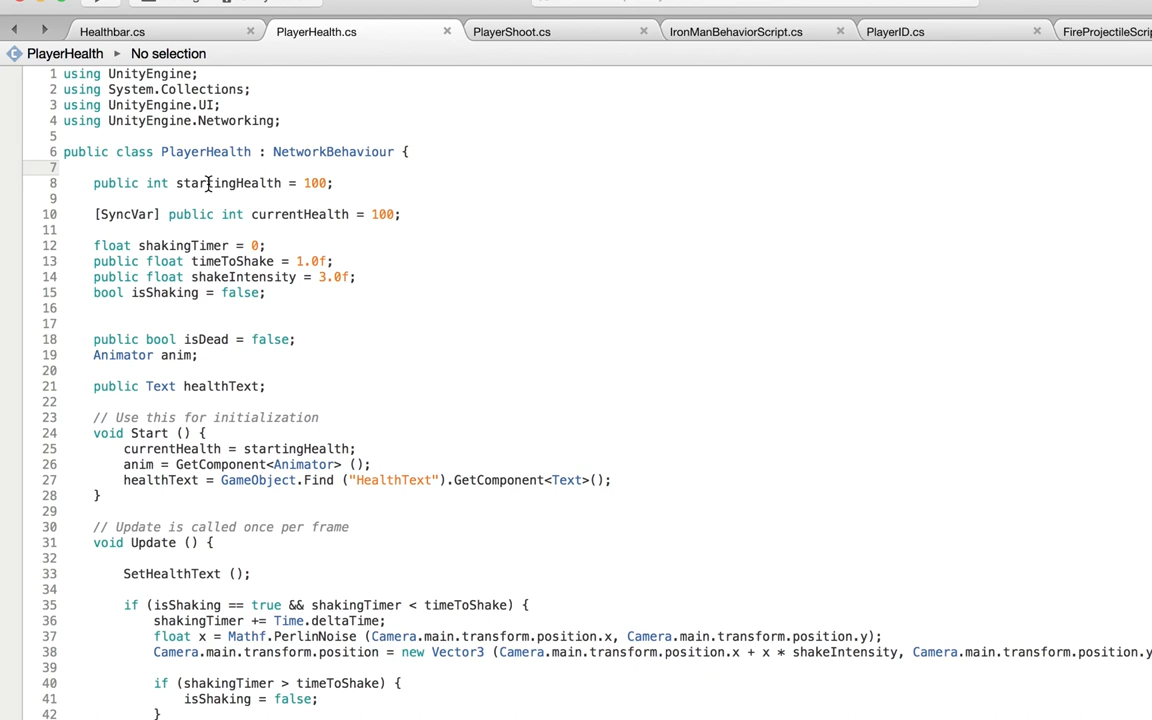 Healthbar.cs PlayerHealth.cs PlayerShoot.cs IronManBehaviorScript.cs PlayerID.cs FireProjectileScri
PlayerHealth ▸ No selection
1 using UnityEngine;
2 using System.Collections;
3 using UnityEngine.UI;
4 using UnityEngine.Networking;
5
6 public class PlayerHealth : NetworkBehaviour {
7
8 public int startingHealth = 100;
9
10 [SyncVar] public int currentHealth = 100;
11
12 float shakingTimer = 0;
13 public float timeToShake = 1.0f;
14 public float shakeIntensity = 3.0f;
15 bool isShaking = false;
16
17
18 public bool isDead = false;
19 Animator anim;
20
21 public Text healthText;
22
23 // Use this for initialization
24 void Start () {
25 currentHealth = startingHealth;
26 anim = GetComponent<Animator> ();
27 healthText = GameObject.Find ("HealthText").GetComponent<Text>();
28 }
29
30 // Update is called once per frame
31 void Update () {
32
33 SetHealthText ();
34
35 if (isShaking == true && shakingTimer < timeToShake) {
36 shakingTimer += Time.deltaTime;
37 float x = Mathf.PerlinNoise (Camera.main.transform.position.x, Camera.main.transform.position.y);
38 Camera.main.transform.position = new Vector3 (Camera.main.transform.position.x + x * shakeIntensity, Camera.main.transform.position.y
39
40 if (shakingTimer > timeToShake) {
41 isShaking = false;
42 }